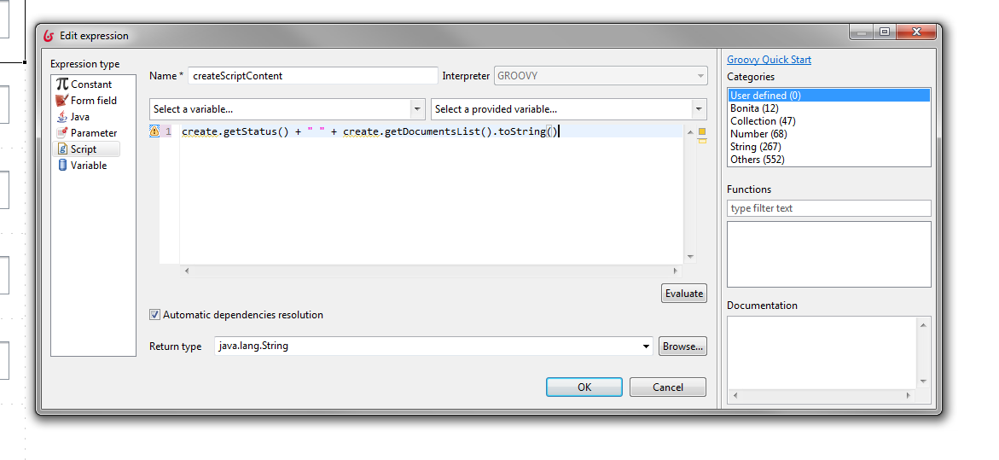 Edit expression
Expression type
Constant
Form field
Java
Parameter
Script
Variable
Name * createScriptContent Interpreter GROOVY
Select a variable... Select a provided variable...
1 create.getStatus() + " " + create.getDocumentsList().toString()
Evaluate
Automatic dependencies resolution
Return type java.lang.String Browse...
OK Cancel
Groovy Quick Start
Categories
User defined (0)
Bonita (12)
Collection (47)
Number (68)
String (267)
Others (552)
Functions
type filter text
Documentation